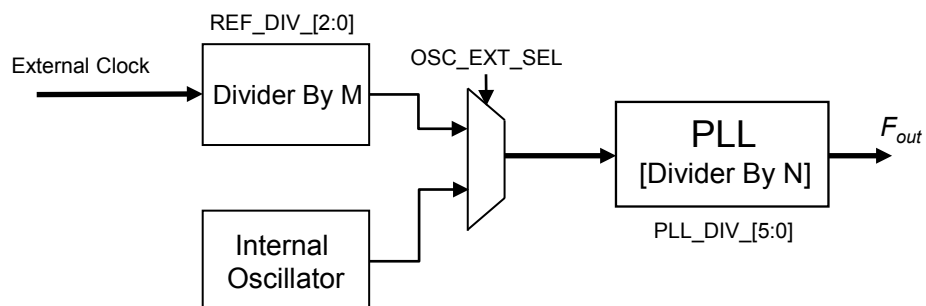 REF_DIV_[2:0]
OSC_EXT_SEL
External Clock
Divider By M
PLL
[Divider By N]
F_out
PLL_DIV_[5:0]
Internal
Oscillator